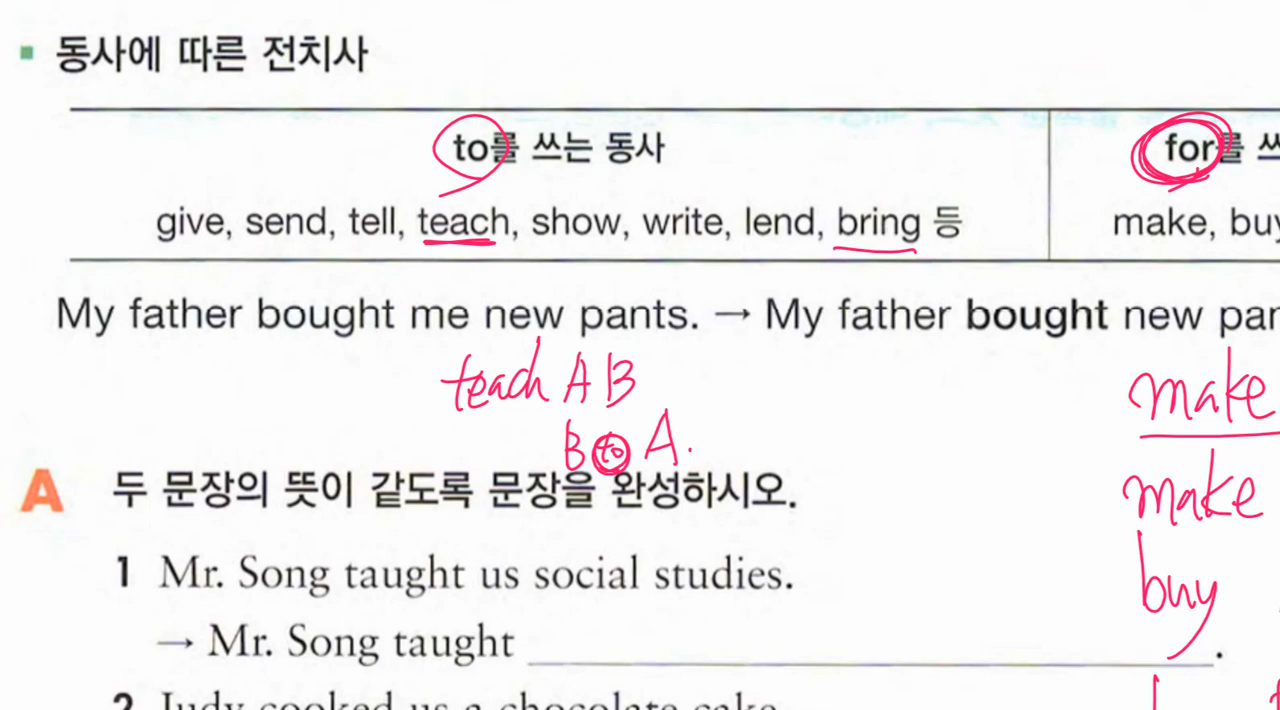 동사에 따른 전치사
to를 쓰는 동사
for를
give, send, tell, teach, show, write, lend, bring 등
make, buy
My father bought me new pants. → My father bought new
teach A B
B to A.
make
make
buy
A 두 문장의 뜻이 같도록 문장을 완성하시오.
1 Mr. Song taught us social studies.
→ Mr. Song taught .
2 Judy cooked us a chocolate cake.